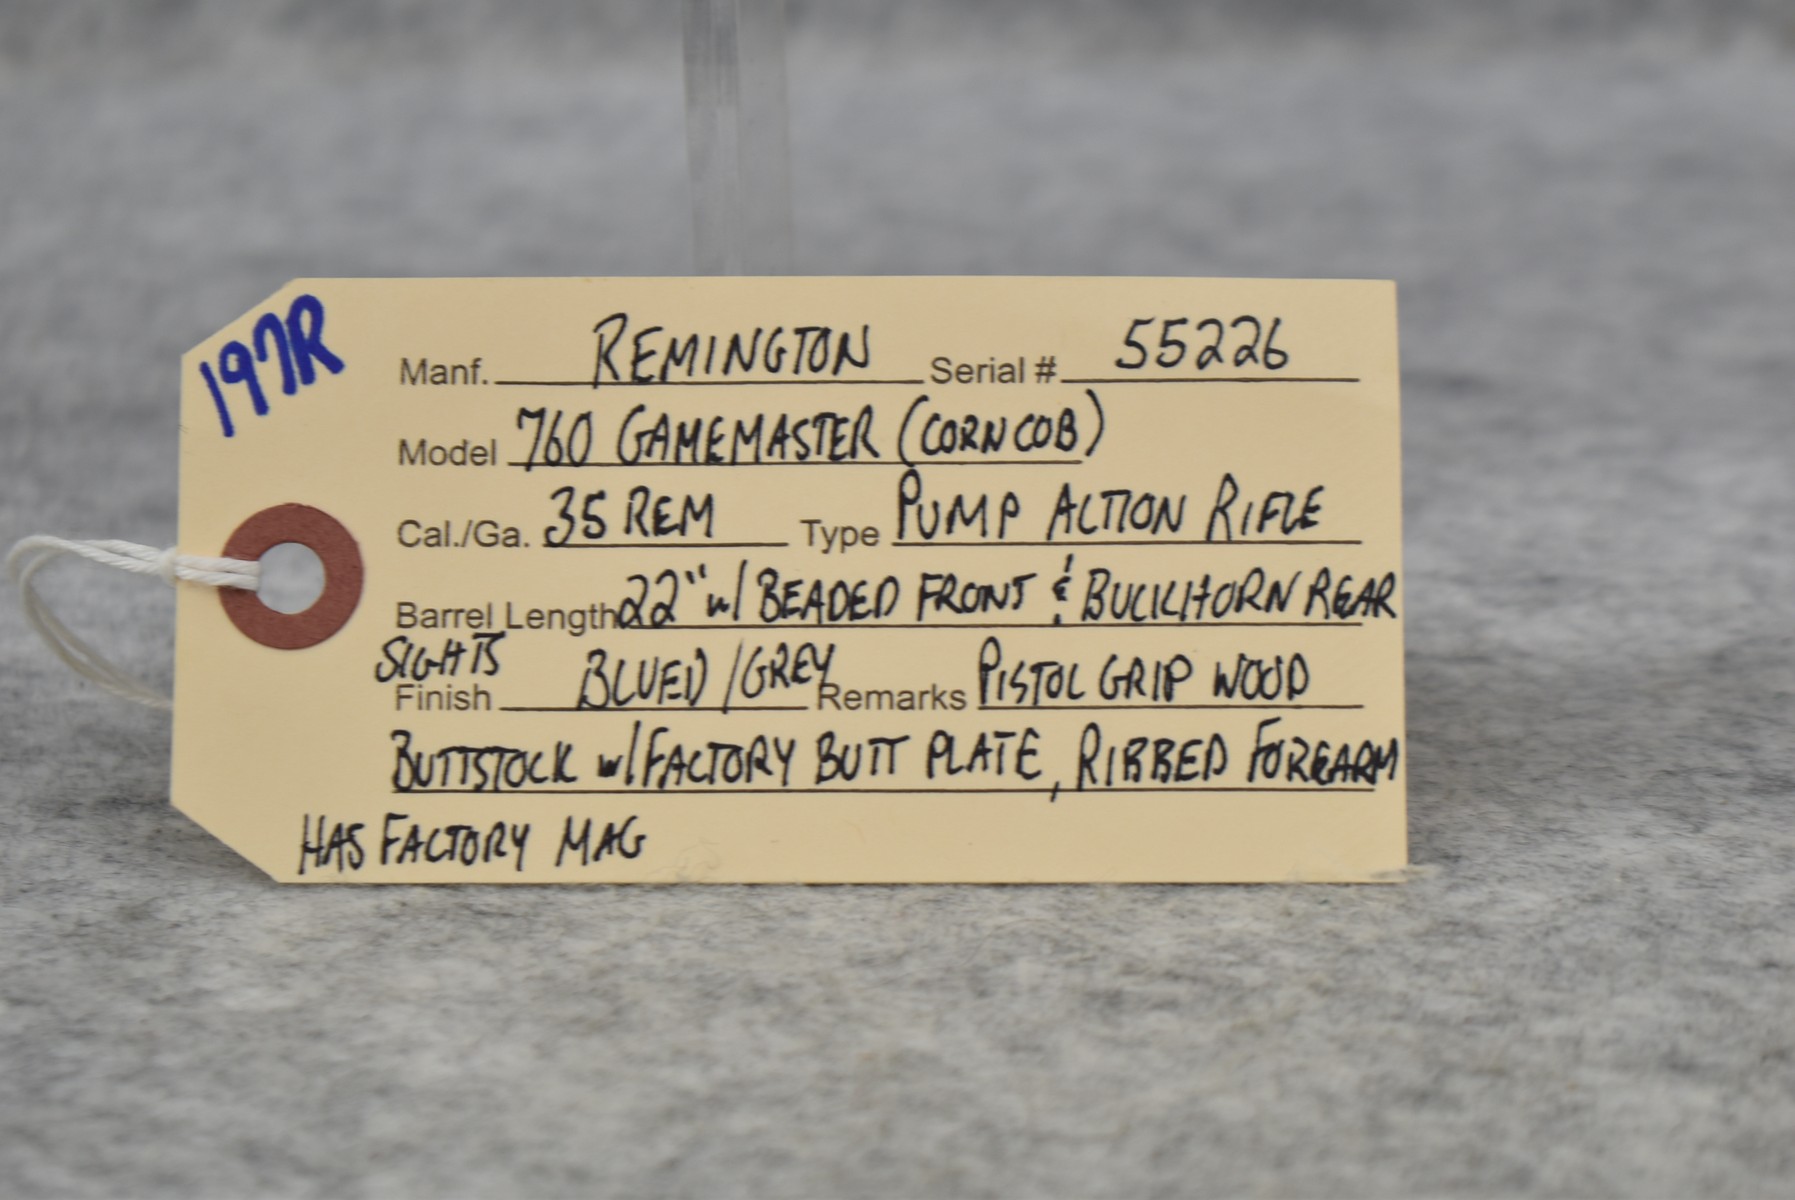 197R
Manf. REMINGTON Serial # 55226
Model 760 GAMEMASTER (CORNCOB)
Cal./Ga. 35 REM Type PUMP ACTION RIFLE
Barrel Length 22" w/ BEADED FRONT & BUCKHORN REAR
SIGHTS
Finish BLUED/GREY Remarks PISTOL GRIP WOOD
BUTTSTOCK w/ FACTORY BUTT PLATE, RIBBED FOREARM
HAS FACTORY MAG